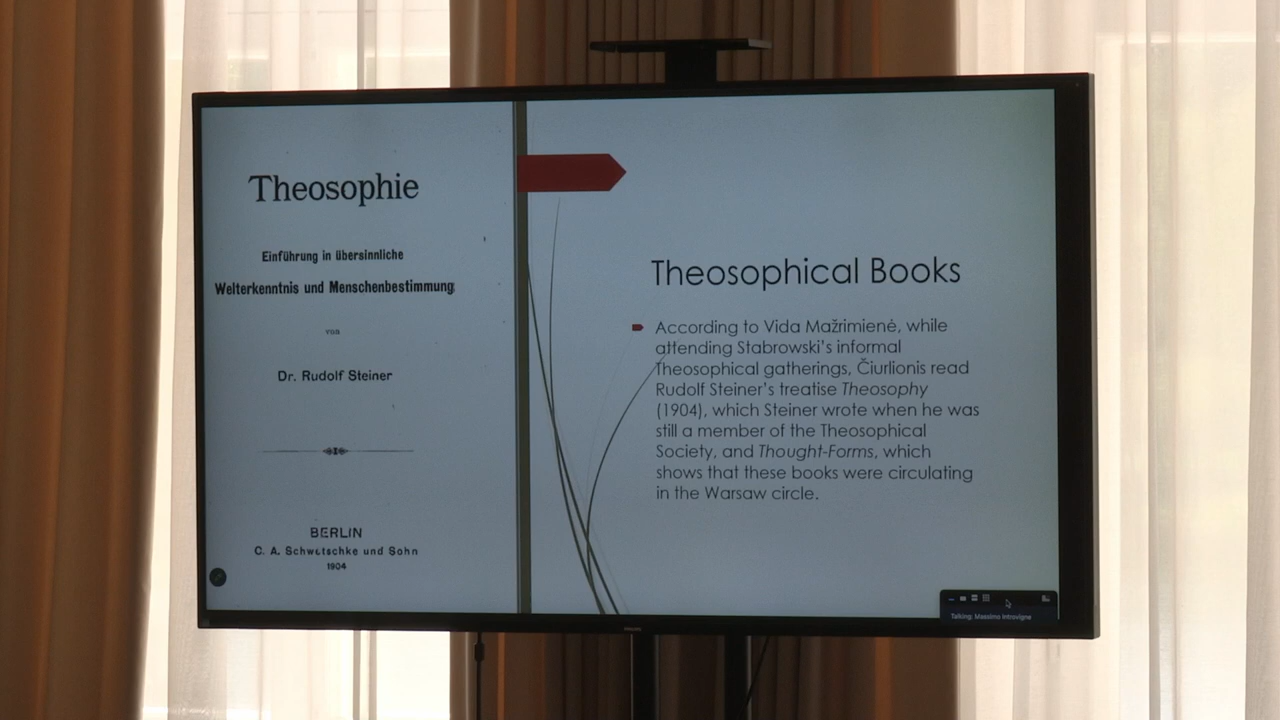 Theosophie
Einführung in übersinnliche
Welterkenntnis und Menschenbestimmung
von
Dr. Rudolf Steiner
BERLIN
C. A. Schwetschke und Sohn
1904
Theosophical Books
According to Vida Mažrimienė, while
attending Stabrowski's informal
Theosophical gatherings, Čiurlionis read
Rudolf Steiner's treatise Theosophy
(1904), which Steiner wrote when he was
still a member of the Theosophical
Society, and Thought-Forms, which
shows that these books were circulating
in the Warsaw circle.
Talking: Massimo Introvigne
PHILIPS